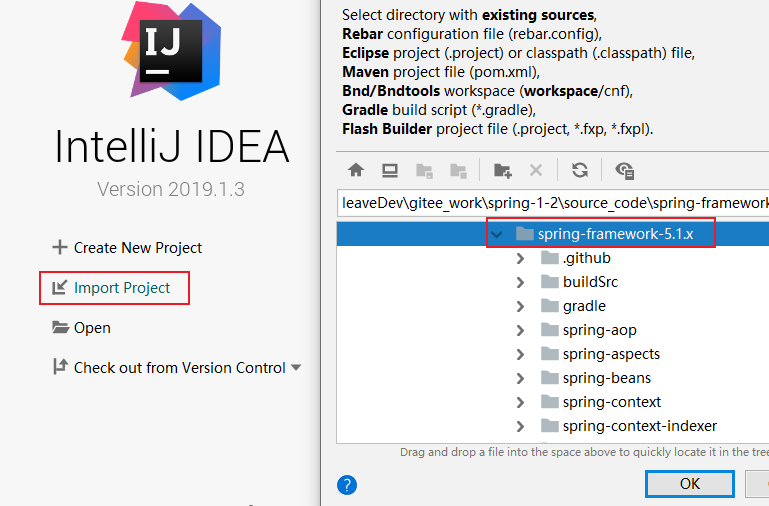 IJ
IntelliJ IDEA
Version 2019.1.3
Create New Project
Import Project
Open
Check out from Version Control
Select directory with existing sources,
Rebar configuration file (rebar.config),
Eclipse project (.project) or classpath (.classpath) file,
Maven project file (pom.xml),
Bnd/Bndtools workspace (workspace/cnf),
Gradle build script (*.gradle),
Flash Builder project file (.project, *.fxp, *.fxpl).
leaveDev\gitee_work\spring-1-2\source_code\spring-framework
spring-framework-5.1.x
.github
buildSrc
gradle
spring-aop
spring-aspects
spring-beans
spring-context
spring-context-indexer
Drag and drop a file into the space above to quickly locate it in the tree
?
OK